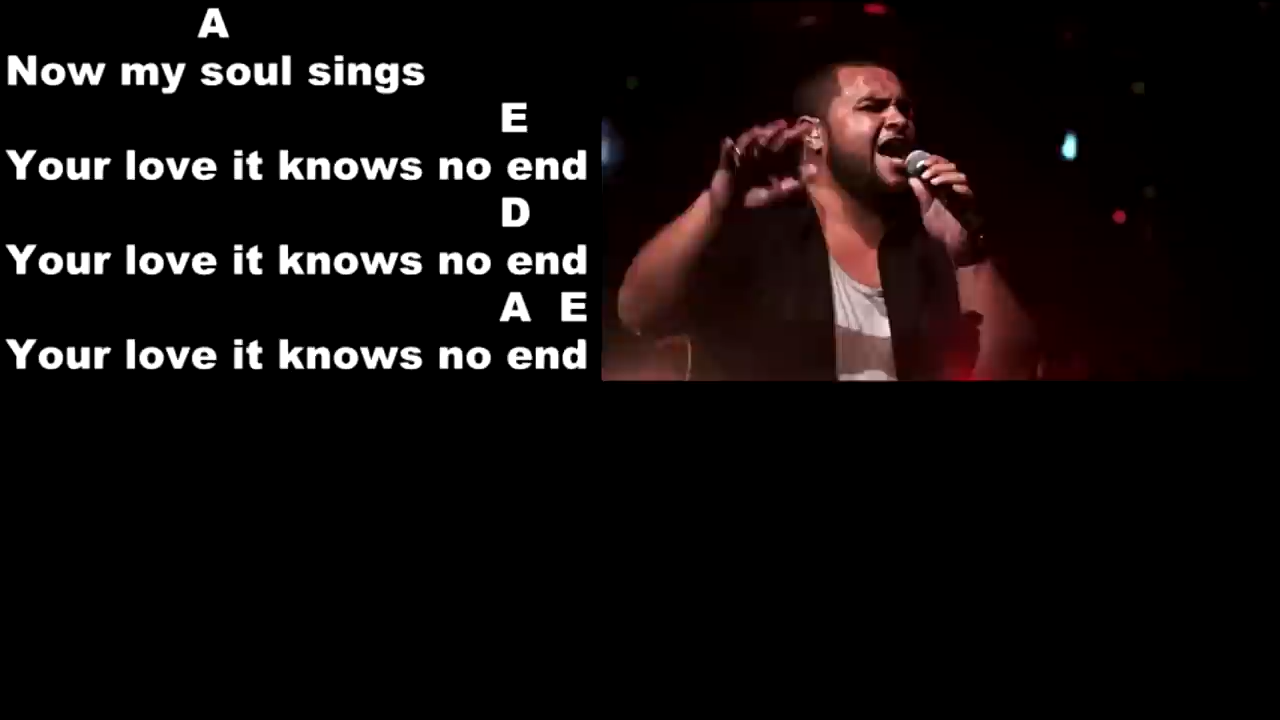 A
Now my soul sings
E
Your love it knows no end
D
Your love it knows no end
A E
Your love it knows no end